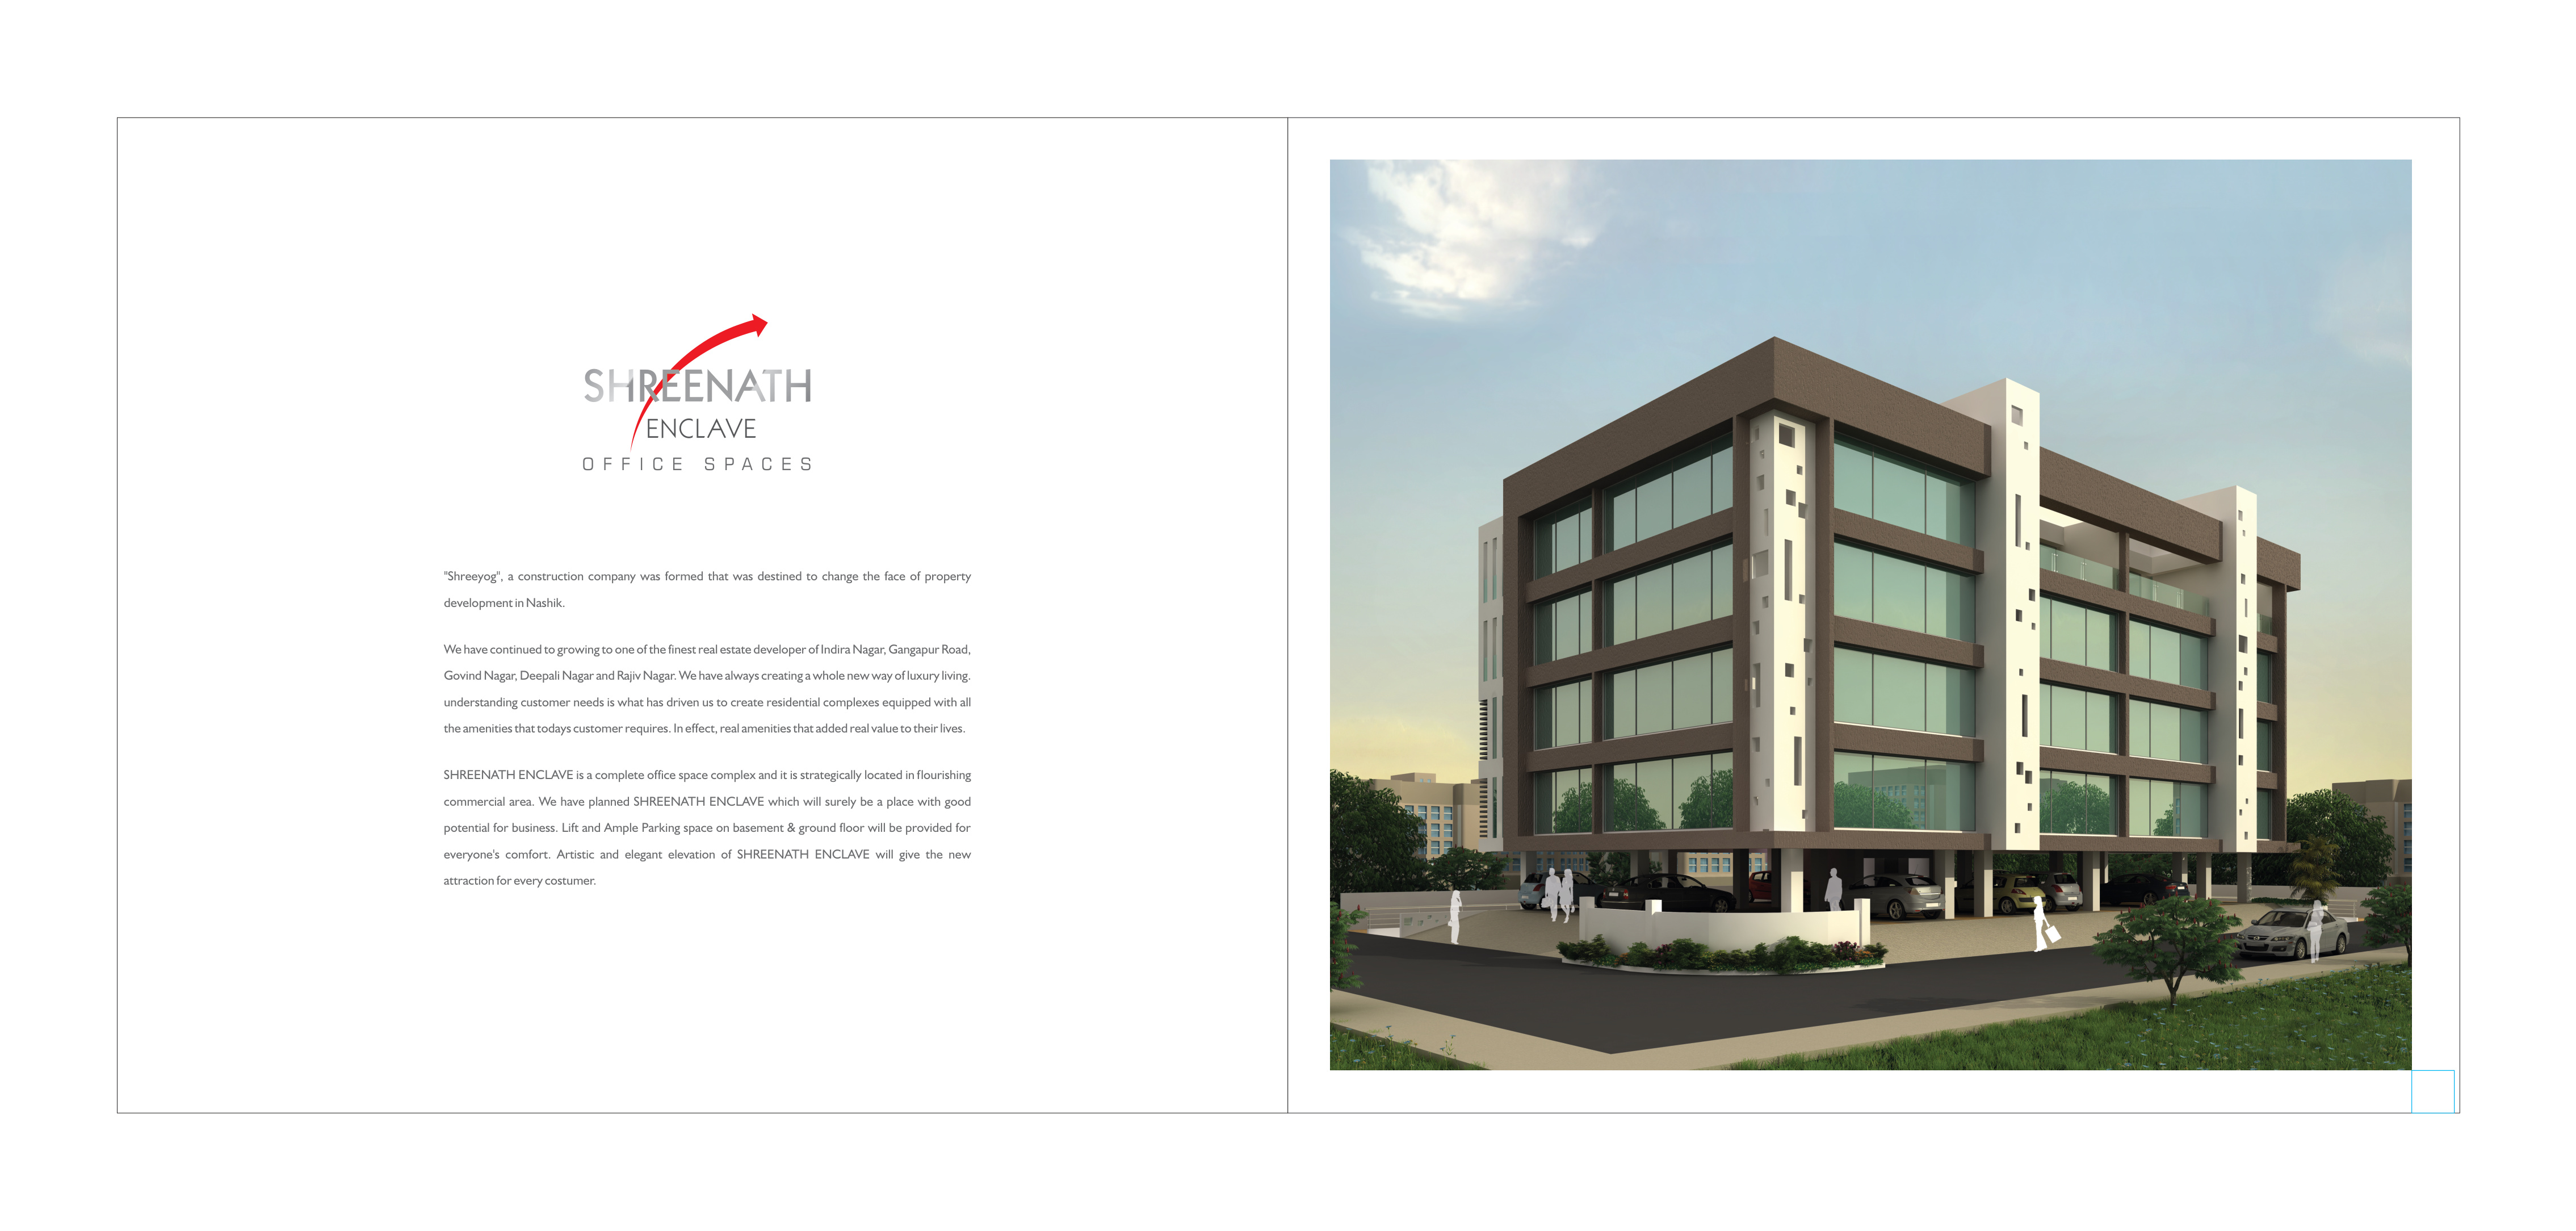 SHREENATH
ENCLAVE
OFFICE SPACES
"Shreeyog", a construction company was formed that was destined to change the face of property
development in Nashik.
We have continued to growing to one of the finest real estate developer of Indira Nagar, Gangapur Road,
Govind Nagar, Deepali Nagar and Rajiv Nagar. We have always creating a whole new way of luxury living.
understanding customer needs is what has driven us to create residential complexes equipped with all
the amenities that todays customer requires. In effect, real amenities that added real value to their lives.
SHREENATH ENCLAVE is a complete office space complex and it is strategically located in flourishing
commercial area. We have planned SHREENATH ENCLAVE which will surely be a place with good
potential for business. Lift and Ample Parking space on basement & ground floor will be provided for
everyone's comfort. Artistic and elegant elevation of SHREENATH ENCLAVE will give the new
attraction for every costumer.